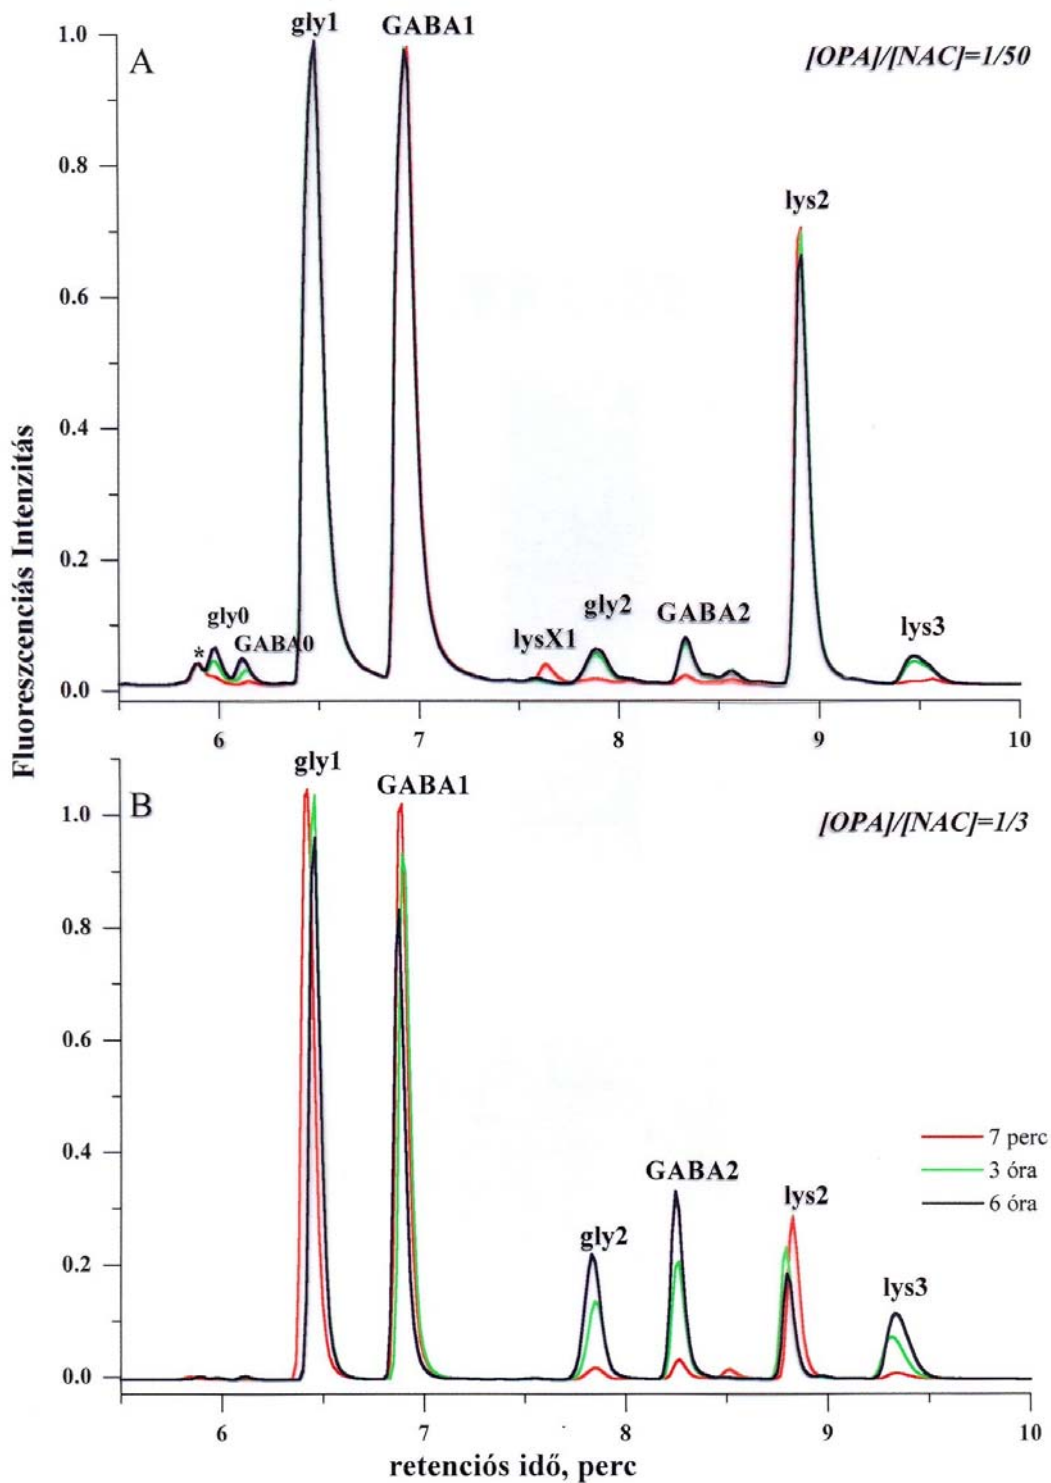 gly1
GABA1
1.0
A
[OPA]/[NAC]=1/50
0.8
lys2
0.6
0.4
0.2
gly0
GABA0
*
lysX1
gly2
GABA2
lys3
0.0
6
7
8
9
10
Fluoreszcenciás Intenzitás
gly1
GABA1
B
[OPA]/[NAC]=1/3
1.0
0.8
0.6
0.4
7 perc
3 óra
6 óra
GABA2
lys2
gly2
lys3
0.2
0.0
6
7
8
9
10
retenciós idő, perc